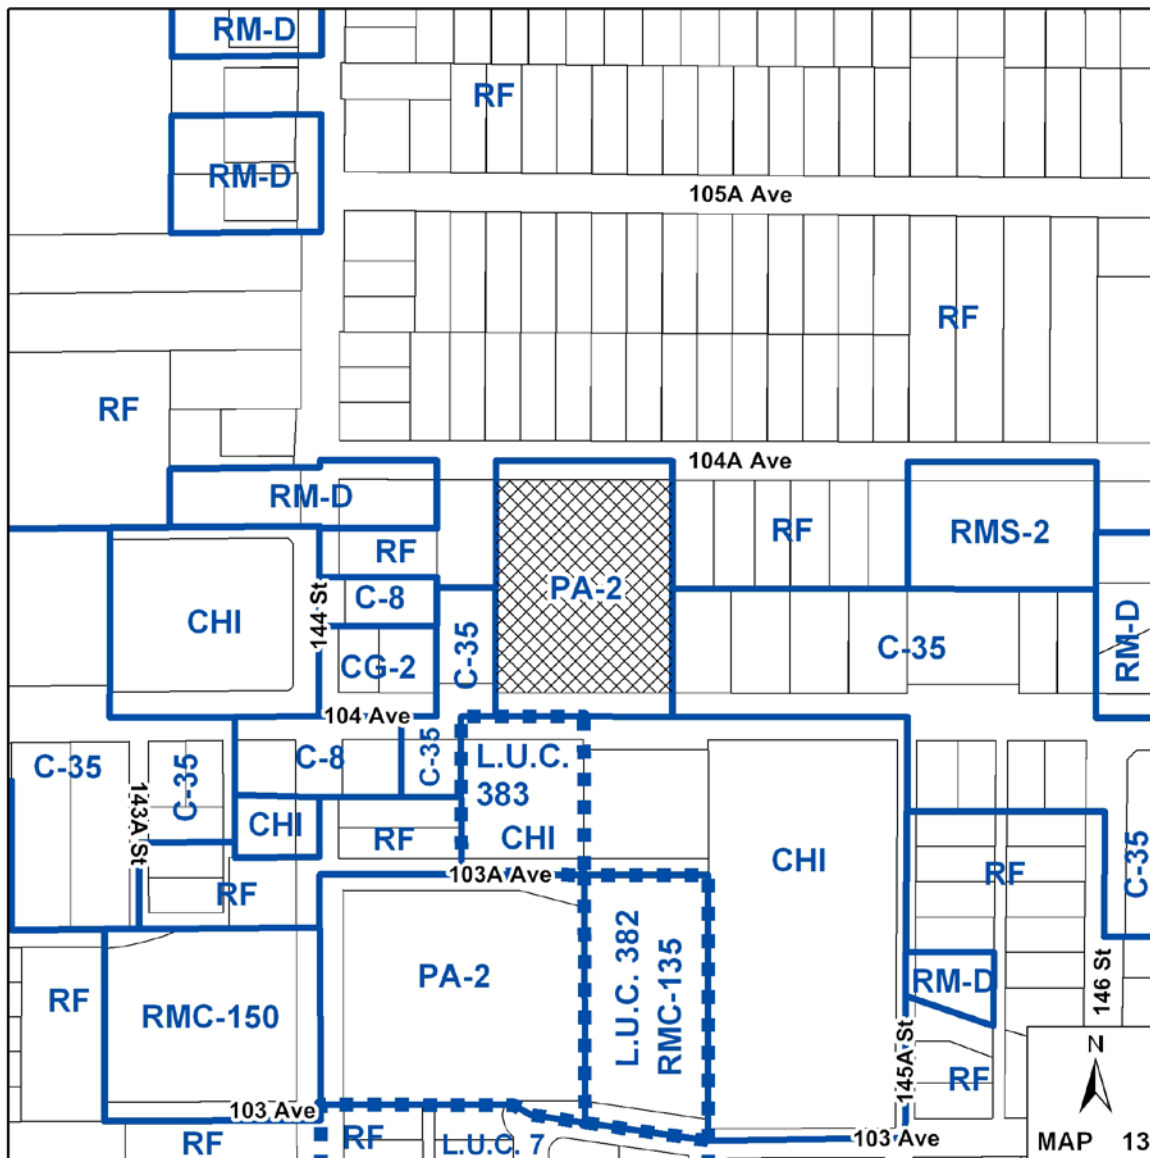 RM-D
RF
RM-D
105A Ave
RF
RF
104A Ave
RM-D
RF
RF
RMS-2
PA-2
C-8
CHI
144 St
C-35
CG-2
C-35
RM-D
104 Ave
C-35
C-35
C-8
C-35
L.U.C.
383
CHI
143A St
CHI
RF
CHI
C-35
103A Ave
RF
RF
L.U.C. 382
RMC-135
PA-2
RM-D
146 St
RF
RMC-150
145A St
N
RF
103 Ave
RF
RF
L.U.C. 7
103 Ave
MAP 13